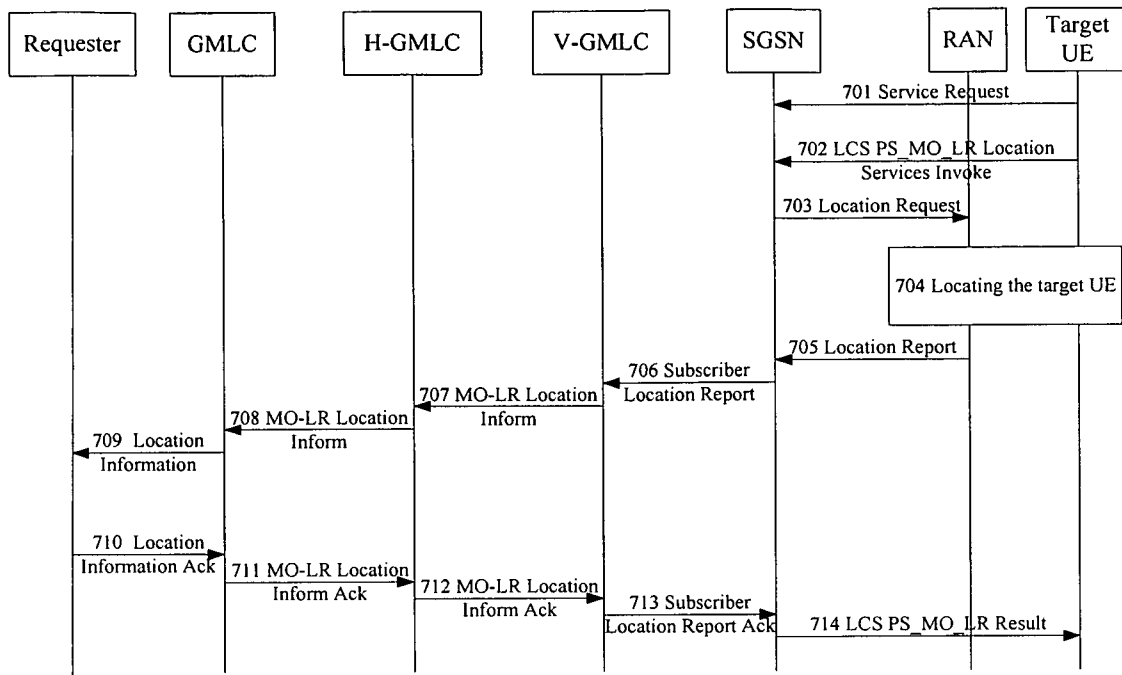 Requester
GMLC
H-GMLC
V-GMLC
SGSN
RAN
Target
UE
701 Service Request
702 LCS PS_MO_LR Location
Services Invoke
703 Location Request
704 Locating the target UE
705 Location Report
706 Subscriber
Location Report
707 MO-LR Location
Inform
708 MO-LR Location
Inform
709 Location
Information
710 Location
Information Ack
711 MO-LR Location
Inform Ack
712 MO-LR Location
Inform Ack
713 Subscriber
Location Report Ack
714 LCS PS_MO_LR Result